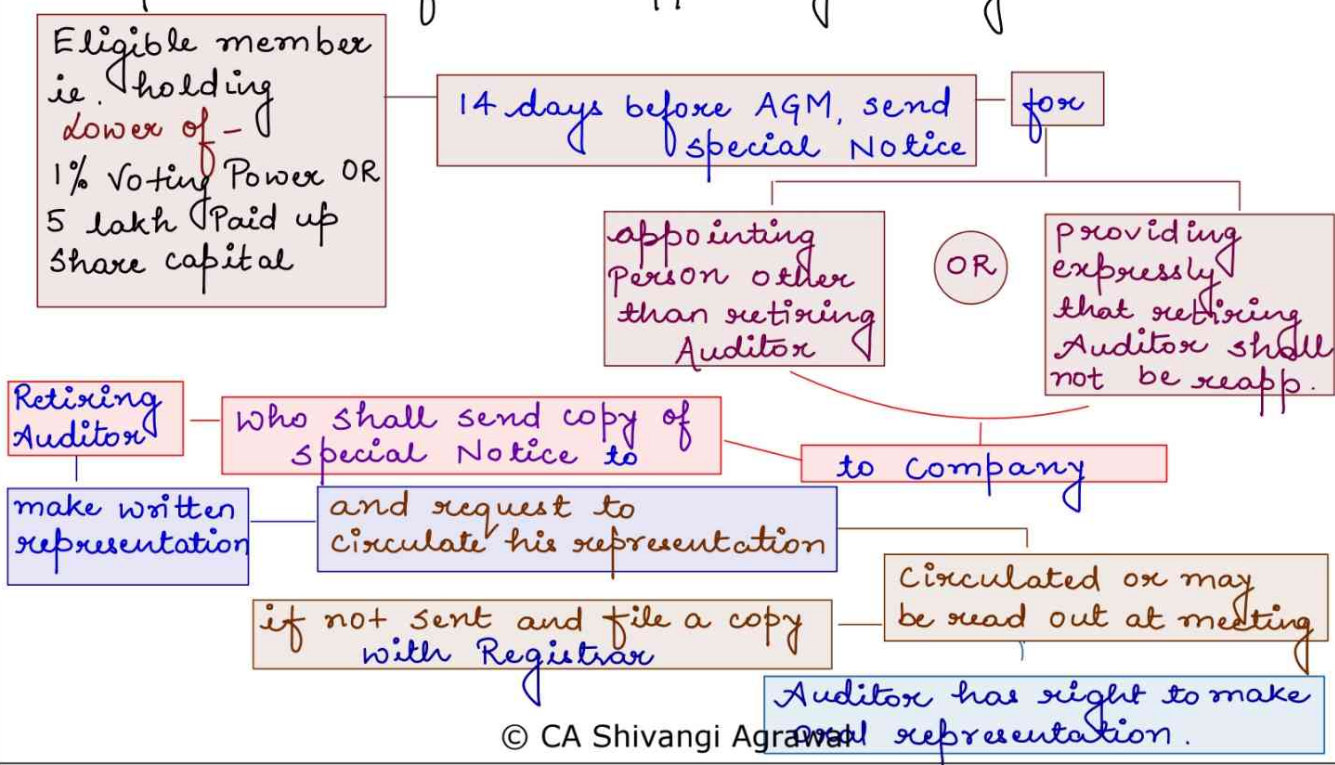 Eligible member
ie. holding
Lower of -
1% Voting Power OR
5 lakh Paid up
Share capital
14 days before AGM, send
special Notice
for
appointing
Person other
than retiring
Auditor
OR
providing
expressly
that retiring
Auditor shall
not be reapp.
to company
who shall send copy of
special Notice to
Retiring
Auditor
make written
representation
and request to
circulate his representation
circulated or may
be read out at meeting
if not sent and file a copy
with Registrar
Auditor has right to make
oral representation.
© CA Shivangi Agrawal